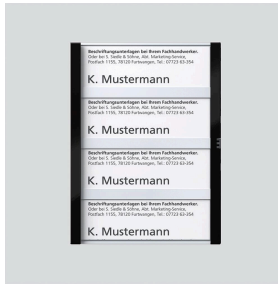 Beschriftungsunterlagen bei Ihrem Fachhandwerker.
Oder bei S. Siedle & Söhne, Abt. Marketing-Service,
Postfach 1155, 78120 Furtwangen, Tel.: 07723 63-354
K. Mustermann
Beschriftungsunterlagen bei Ihrem Fachhandwerker.
Oder bei S. Siedle & Söhne, Abt. Marketing-Service,
Postfach 1155, 78120 Furtwangen, Tel.: 07723 63-354
K. Mustermann
Beschriftungsunterlagen bei Ihrem Fachhandwerker.
Oder bei S. Siedle & Söhne, Abt. Marketing-Service,
Postfach 1155, 78120 Furtwangen, Tel.: 07723 63-354
K. Mustermann
Beschriftungsunterlagen bei Ihrem Fachhandwerker.
Oder bei S. Siedle & Söhne, Abt. Marketing-Service,
Postfach 1155, 78120 Furtwangen, Tel.: 07723 63-354
K. Mustermann